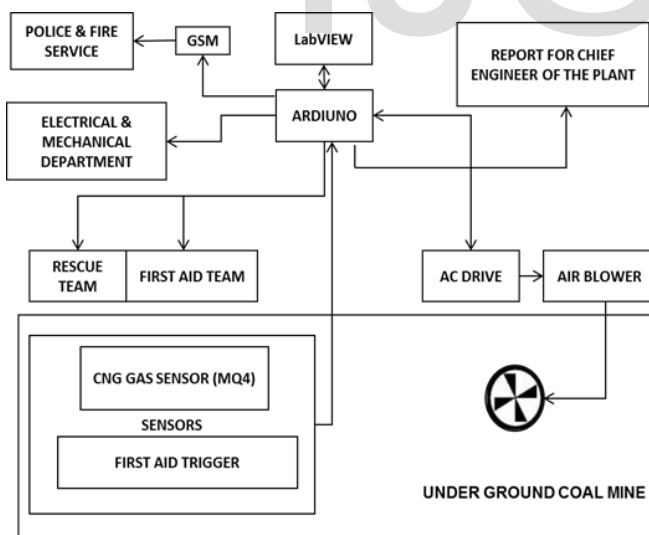 POLICE & FIRE
SERVICE
GSM
LabVIEW
REPORT FOR CHIEF
ENGINEER OF THE PLANT
ARDIUNO
ELECTRICAL &
MECHANICAL
DEPARTMENT
RESCUE
TEAM
FIRST AID TEAM
AC DRIVE
AIR BLOWER
CNG GAS SENSOR (MQ4)
SENSORS
FIRST AID TRIGGER
UNDER GROUND COAL MINE